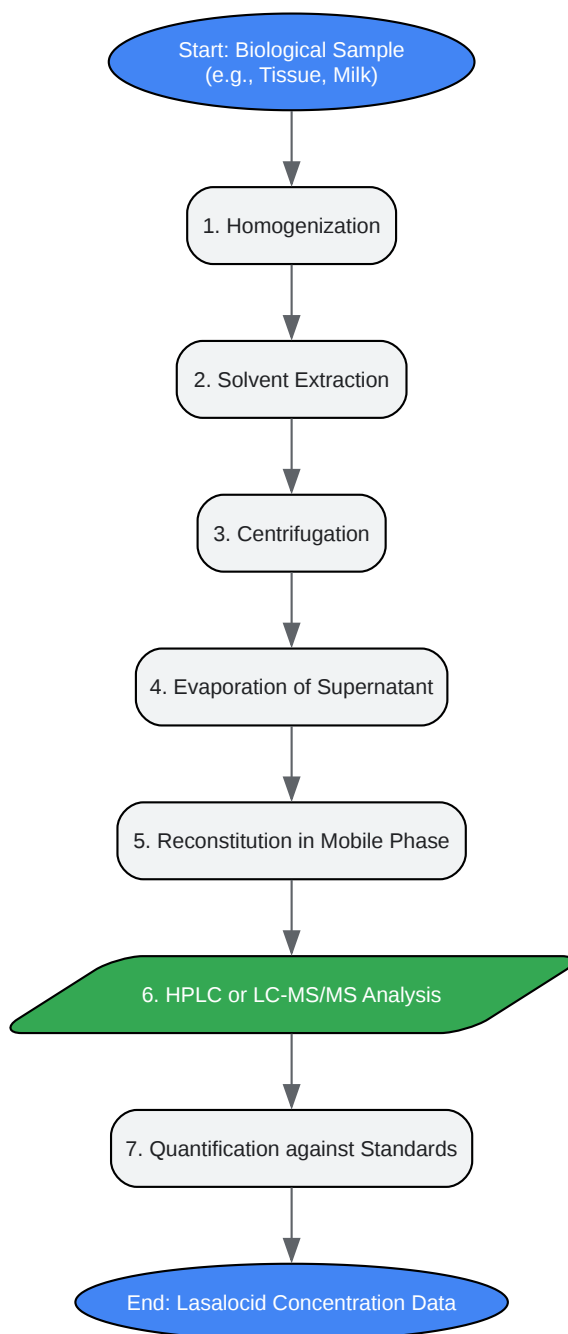 Start: Biological Sample
(e.g., Tissue, Milk)
1. Homogenization
2. Solvent Extraction
3. Centrifugation
4. Evaporation of Supernatant
5. Reconstitution in Mobile Phase
6. HPLC or LC-MS/MS Analysis
7. Quantification against Standards
End: Lasalocid Concentration Data